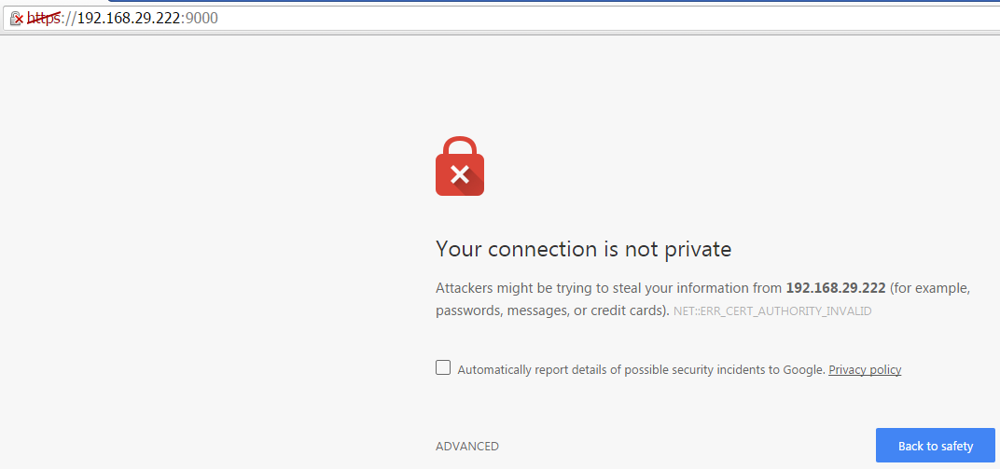 https://192.168.29.222:9000
Your connection is not private
Attackers might be trying to steal your information from 192.168.29.222 (for example,
passwords, messages, or credit cards). NET::ERR_CERT_AUTHORITY_INVALID
Automatically report details of possible security incidents to Google. Privacy policy
ADVANCED
Back to safety